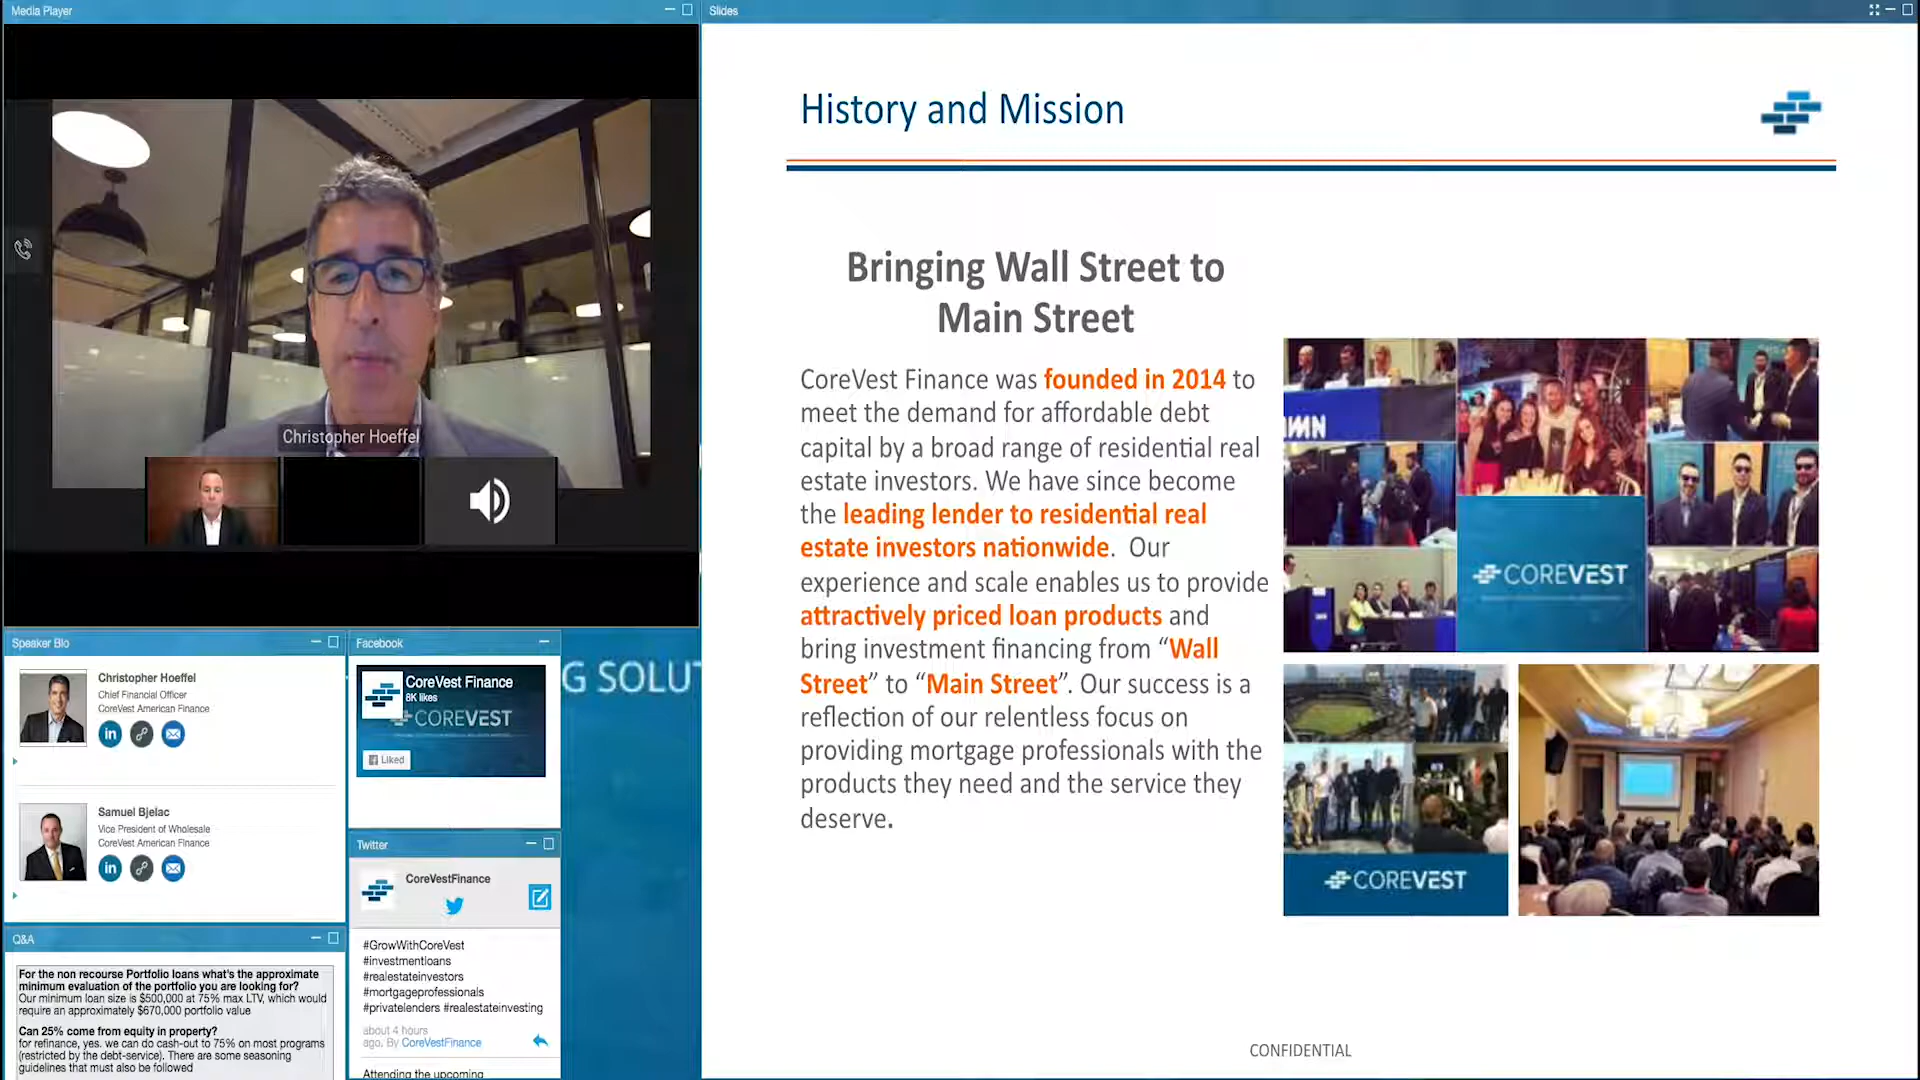 Media Player
Christopher Hoeffel
Speaker Bio
Christopher Hoeffel
Chief Financial Officer
CoreVest American Finance
in
Samuel Bjelac
Vice President of Wholesale
CoreVest American Finance
in
Q&A
For the non recourse Portfolio loans what's the approximate
minimum evaluation of the portfolio you are looking for?
Our minimum loan size is $500,000 at 75% max LTV, which would
require an approximately $670,000 portfolio value
Can 25% come from equity in property?
for refinance, yes. we can do cash-out to 75% on most programs
(restricted by the debt-service). There are some seasoning
guidelines that must also be followed
Facebook
CoreVest Finance
8K likes
COREVEST
Liked
G SOLUT
Twitter
CoreVestFinance
#GrowWithCoreVest
#investmentloans
#realestateinvestors
#mortgageprofessionals
#privatelenders #realestateinvesting
about 4 hours
ago. By CoreVestFinance
Attending the upcoming
Slides
History and Mission
Bringing Wall Street to
Main Street
CoreVest Finance was founded in 2014 to
meet the demand for affordable debt
capital by a broad range of residential real
estate investors. We have since become
the leading lender to residential real
estate investors nationwide. Our
experience and scale enables us to provide
attractively priced loan products and
bring investment financing from “Wall
Street” to “Main Street”. Our success is a
reflection of our relentless focus on
providing mortgage professionals with the
products they need and the service they
deserve.
IMN
COREVEST
COREVEST
CONFIDENTIAL